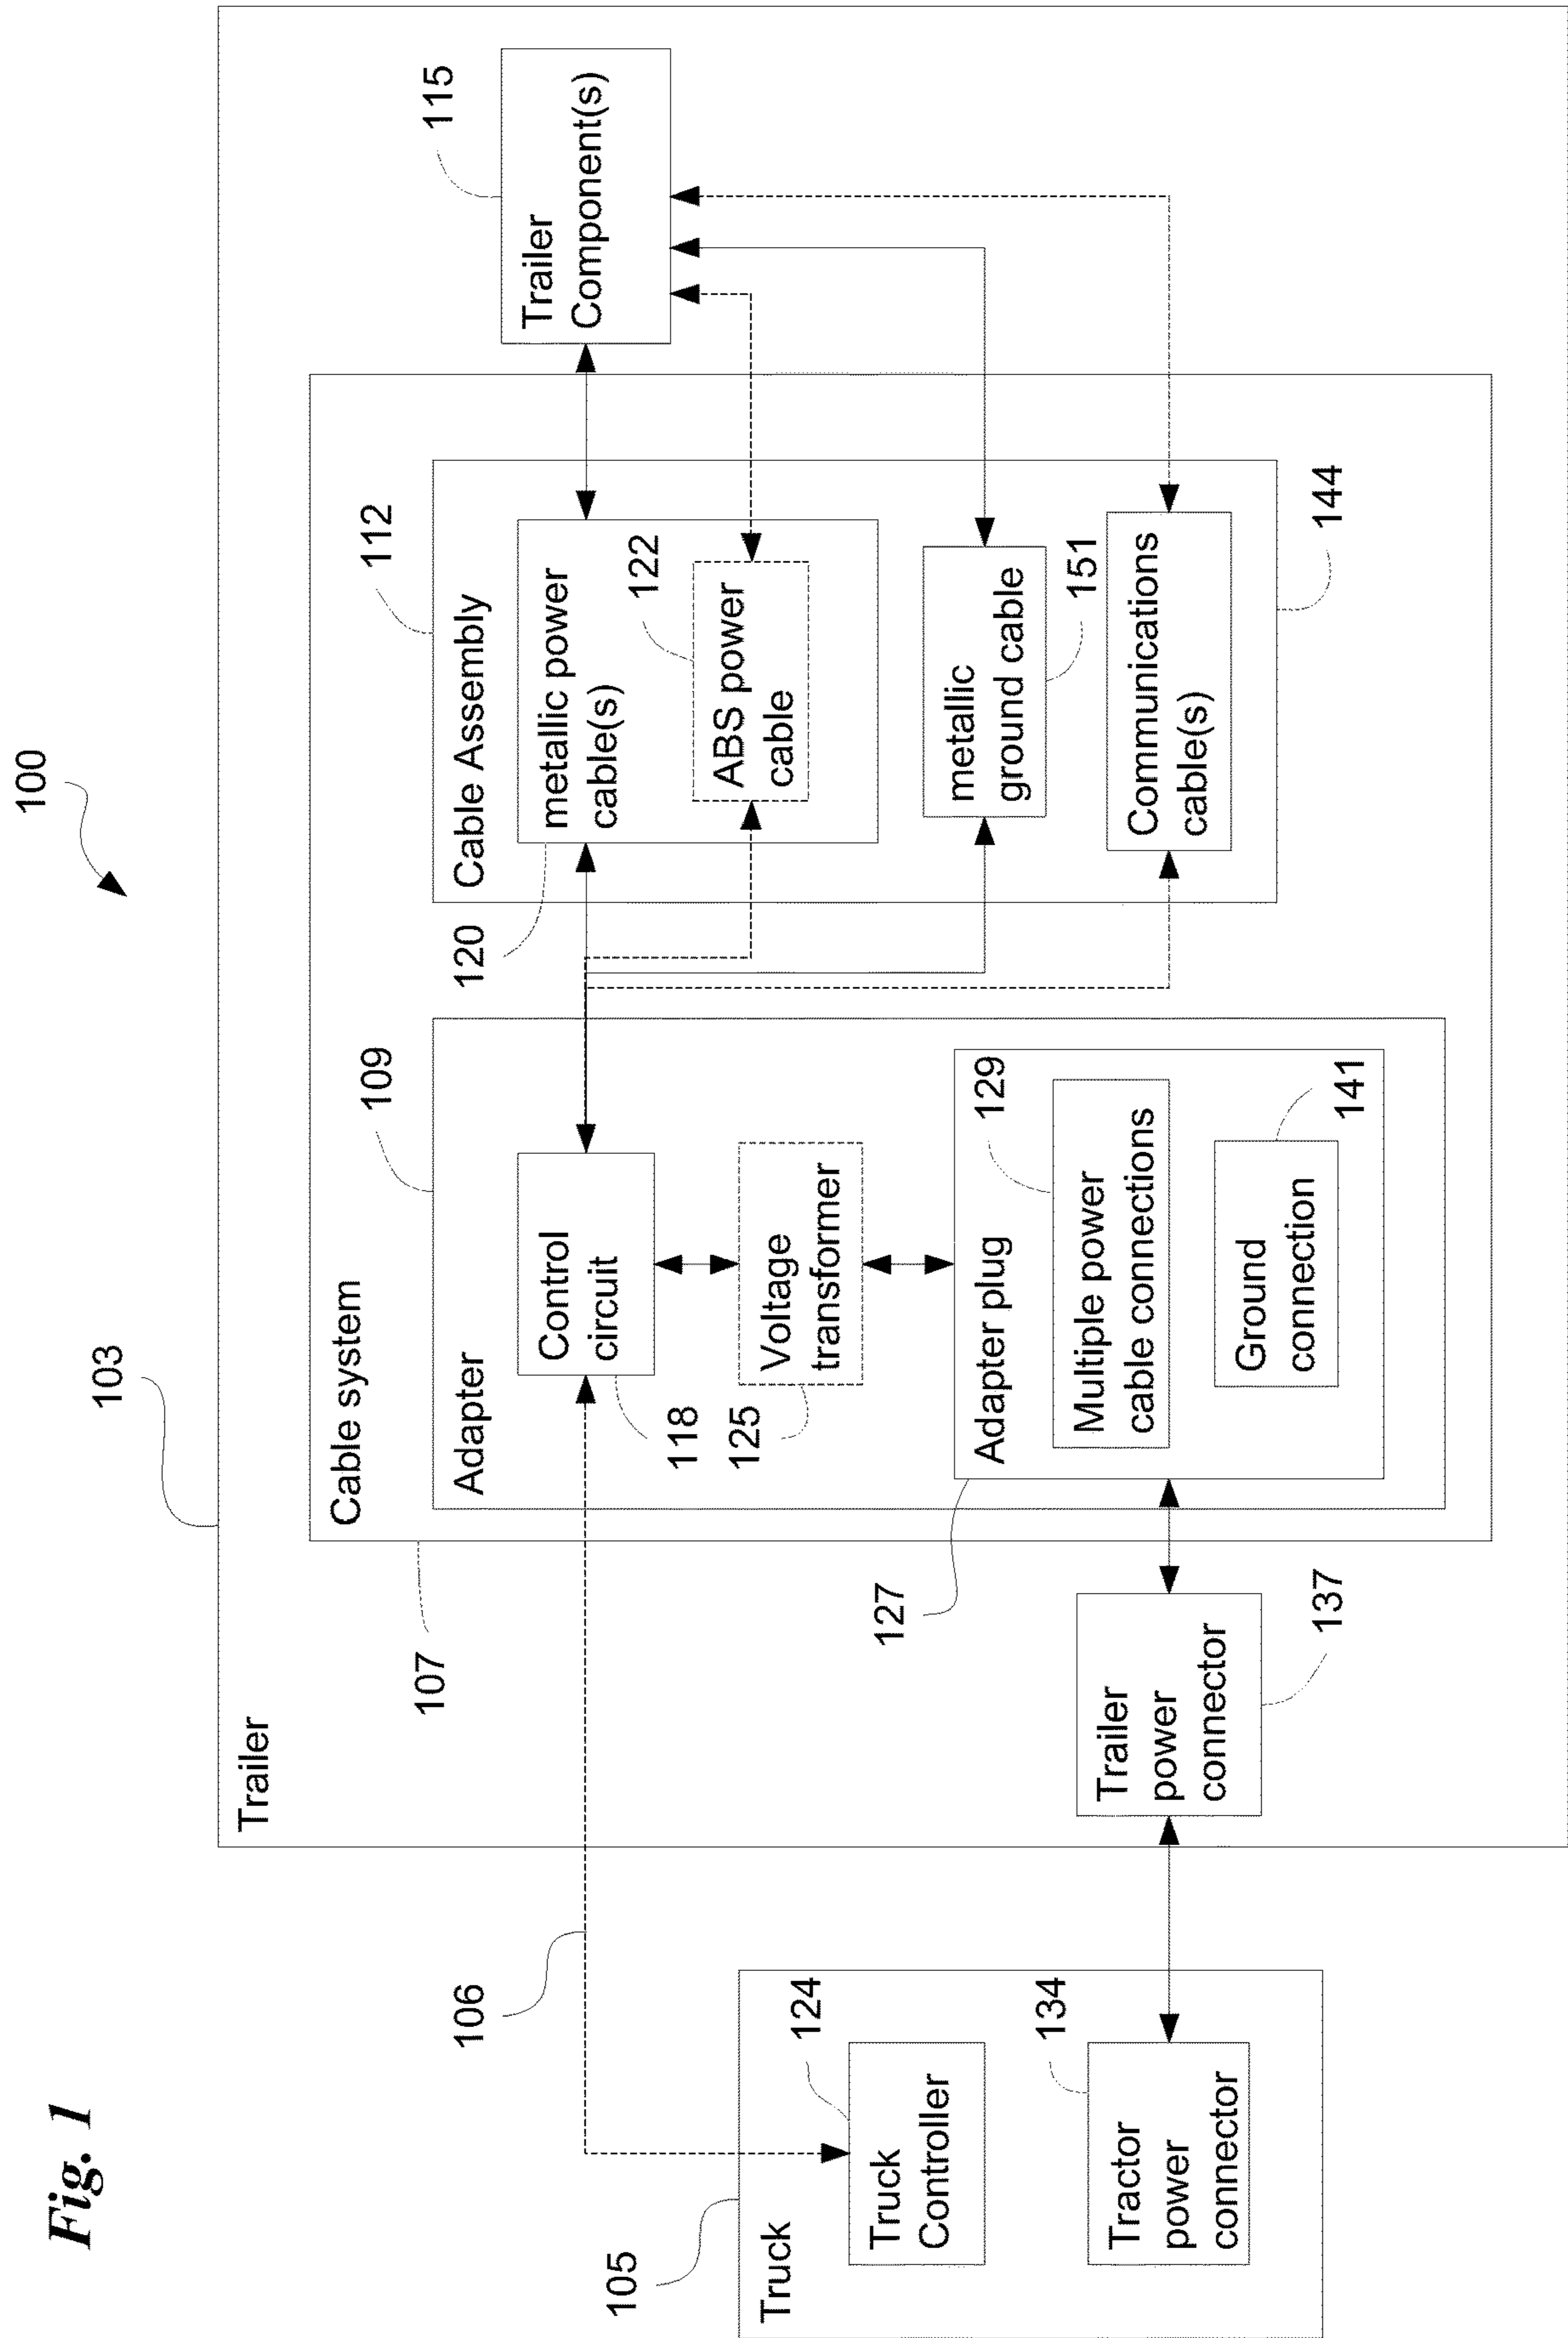 Fig. 1
100
103
Trailer
107
Cable system
109
Adapter
Control
circuit
118
Voltage
transformer
125
Adapter plug
127
Multiple power
cable connections
129
Ground
connection
141
112
Cable Assembly
120
metallic power
cable(s)
122
ABS power
cable
metallic
ground cable
151
Communications
cable(s)
144
115
Trailer
Component(s)
106
105
Truck
Truck
Controller
124
Tractor
power
connector
134
Trailer
power
connector
137